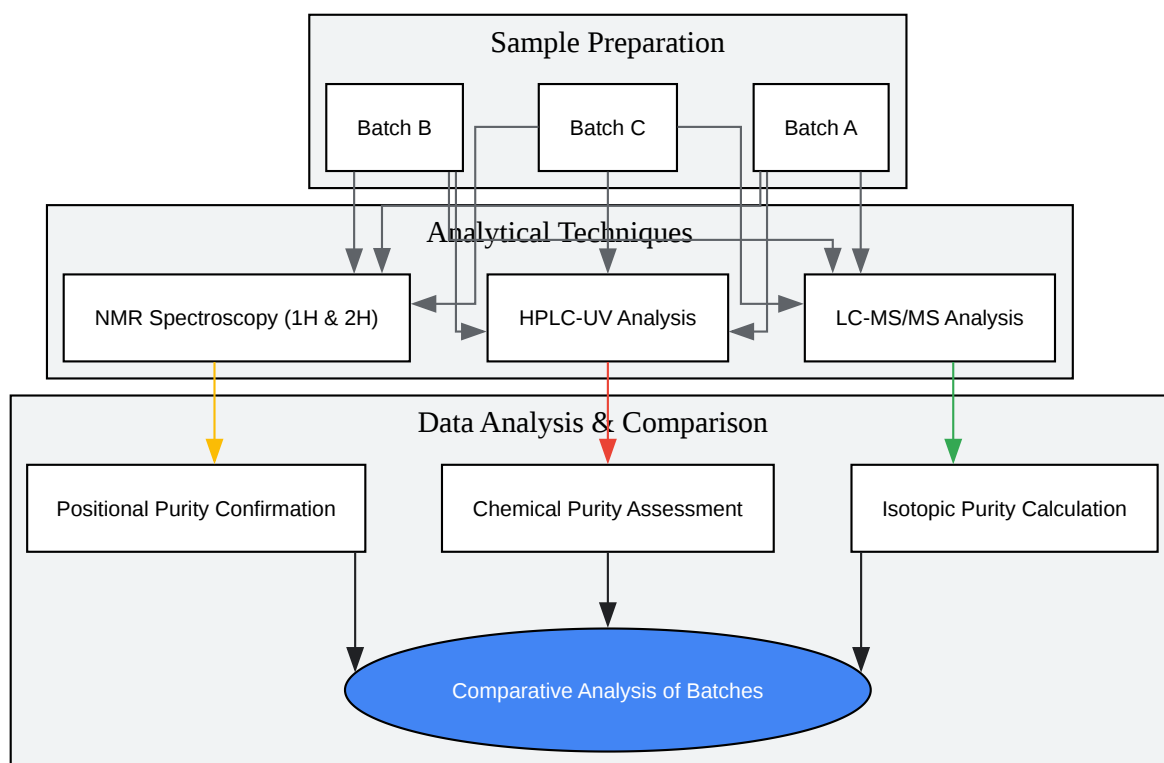 Sample Preparation
Batch B
Batch C
Batch A
Analytical Techniques
NMR Spectroscopy (1H & 2H)
HPLC-UV Analysis
LC-MS/MS Analysis
Data Analysis & Comparison
Positional Purity Confirmation
Chemical Purity Assessment
Isotopic Purity Calculation
Comparative Analysis of Batches